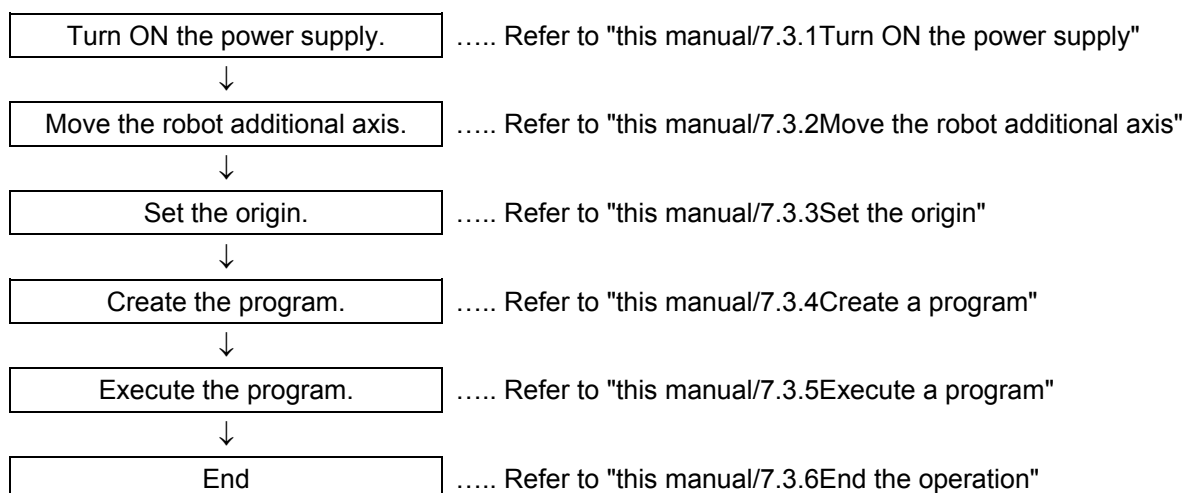 Turn ON the power supply. ….. Refer to "this manual/7.3.1Turn ON the power supply"
↓
Move the robot additional axis. ….. Refer to "this manual/7.3.2Move the robot additional axis"
↓
Set the origin. ….. Refer to "this manual/7.3.3Set the origin"
↓
Create the program. ….. Refer to "this manual/7.3.4Create a program"
↓
Execute the program. ….. Refer to "this manual/7.3.5Execute a program"
↓
End ….. Refer to "this manual/7.3.6End the operation"